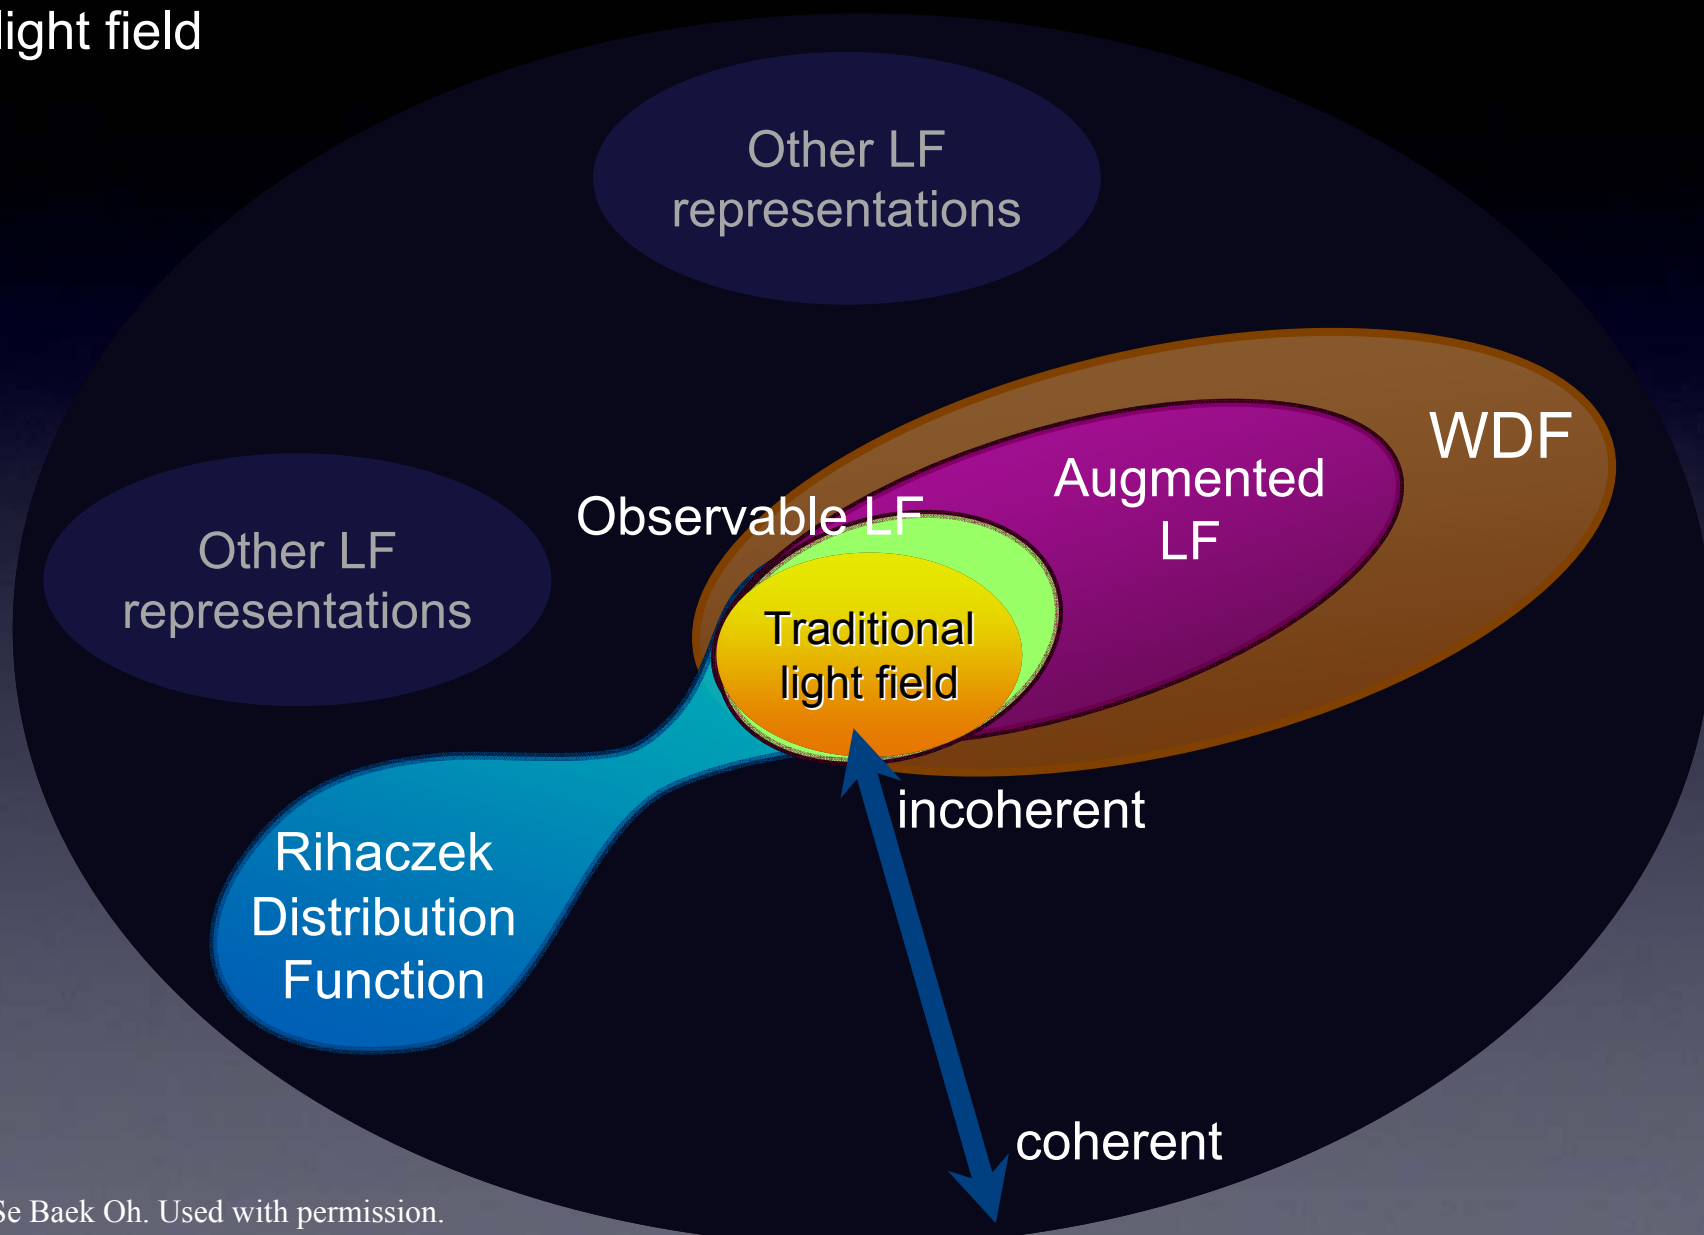 light field
Other LF
representations
WDF
Augmented
LF
Observable LF
Other LF
representations
Traditional
light field
incoherent
Rihaczek
Distribution
Function
coherent
Se Baek Oh. Used with permission.